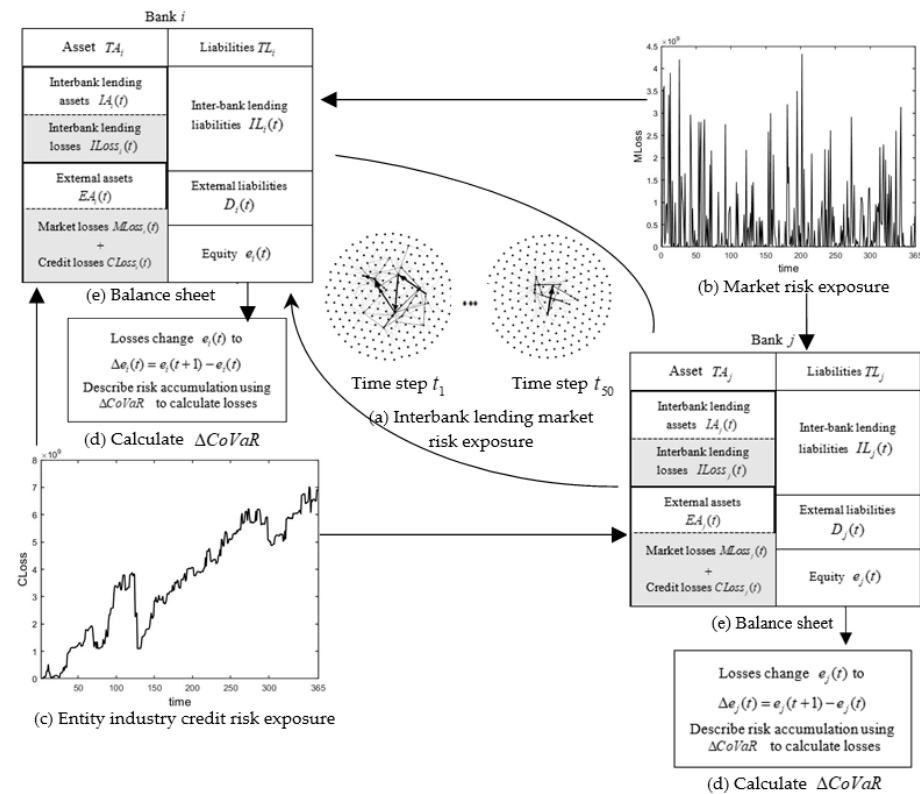 Bank i
Asset TA_i
Liabilities TL_i
Interbank lending
assets IA_i(t)
Interbank lending
losses ILoss_i(t)
External assets
EA_i(t)
Market losses MLoss_i(t)
+
Credit losses CLoss_i(t)
Inter-bank lending
liabilities IL_i(t)
External liabilities
D_i(t)
Equity e_i(t)
(e) Balance sheet
Losses change e_i(t) to
Δe_i(t) = e_i(t+1) − e_i(t)
Describe risk accumulation using
ΔCoVaR to calculate losses
(d) Calculate ΔCoVaR
Time step t_1
...
Time step t_50
(a) Interbank lending market
risk exposure
×10^9
4.5
4
3.5
3
2.5
2
1.5
1
0.5
0
MLoss
0 50 100 150 200 250 300 365
time
(b) Market risk exposure
×10^9
8
7
6
5
4
3
2
1
0
CLoss
50 100 150 200 250 300 365
time
(c) Entity industry credit risk exposure
Bank j
Asset TA_j
Liabilities TL_j
Interbank lending
assets IA_j(t)
Interbank lending
losses ILoss_j(t)
External assets
EA_j(t)
Market losses MLoss_j(t)
+
Credit losses CLoss_j(t)
Inter-bank lending
liabilities IL_j(t)
External liabilities
D_j(t)
Equity e_j(t)
(e) Balance sheet
Losses change e_j(t) to
Δe_j(t) = e_j(t+1) − e_j(t)
Describe risk accumulation using
ΔCoVaR to calculate losses
(d) Calculate ΔCoVaR